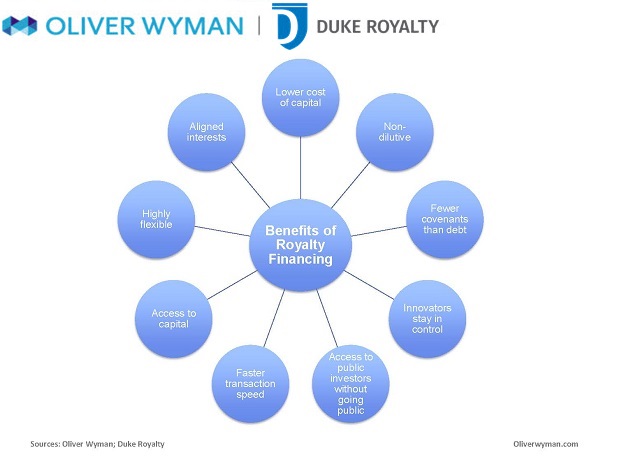 OLIVER WYMAN | DUKE ROYALTY
Lower cost
of capital
Non-
dilutive
Fewer
covenants
than debt
Innovators
stay in
control
Access to
public
investors
without
going
public
Faster
transaction
speed
Access to
capital
Highly
flexible
Aligned
interests
Benefits of
Royalty
Financing
Sources: Oliver Wyman; Duke Royalty
Oliverwyman.com